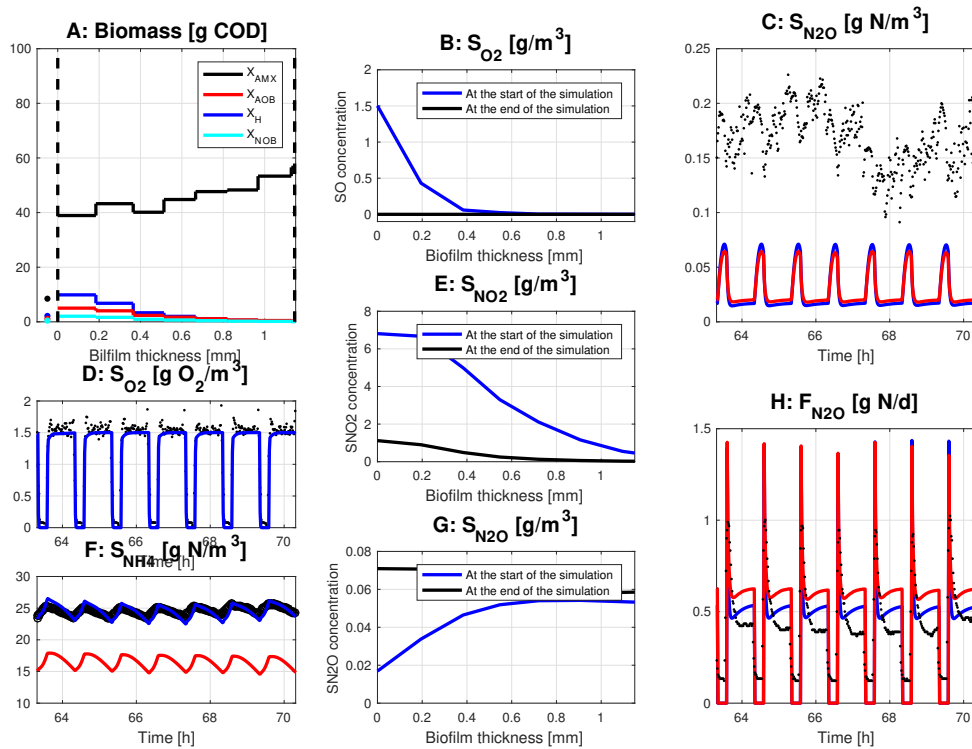 A: Biomass [g COD]
100
80
60
40
20
0
X_AMX
X_AOB
X_H
X_NOB
0 0.2 0.4 0.6 0.8 1
Bilfilm thickness [mm]
B: S_O2 [g/m^3]
2
1.5
1
0.5
0
SO concentration
At the start of the simulation
At the end of the simulation
0 0.2 0.4 0.6 0.8 1
Biofilm thickness [mm]
C: S_N2O [g N/m^3]
0.25
0.2
0.15
0.1
0.05
0
64 66 68 70
Time [h]
D: S_O2 [g O_2/m^3]
2
1.5
1
0.5
0
64 65 66 67 68 69 70
Time [h]
E: S_NO2 [g/m^3]
8
6
4
2
0
SNO2 concentration
At the start of the simulation
At the end of the simulation
0 0.2 0.4 0.6 0.8 1
Biofilm thickness [mm]
F: S_NH4 [g N/m^3]
30
25
20
15
10
64 65 66 67 68 69 70
Time [h]
G: S_N2O [g/m^3]
0.08
0.06
0.04
0.02
0
SN2O concentration
At the start of the simulation
At the end of the simulation
0 0.2 0.4 0.6 0.8 1
Biofilm thickness [mm]
H: F_N2O [g N/d]
1.5
1
0.5
0
64 66 68 70
Time [h]